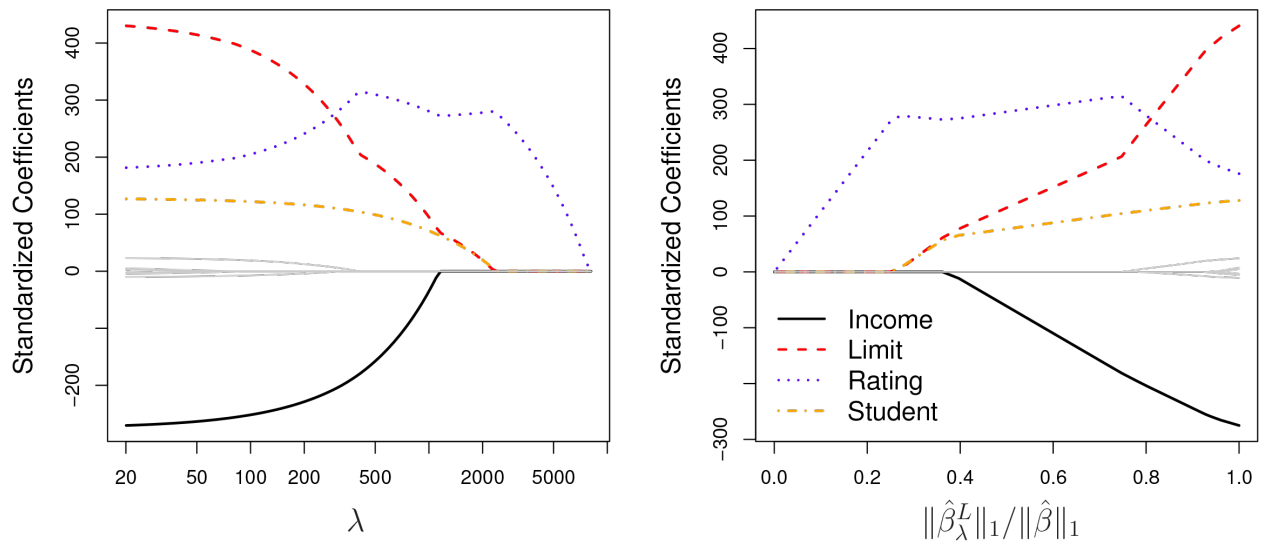 Standardized Coefficients
400
300
200
100
0
−200
20 50 100 200 500 2000 5000
λ
Standardized Coefficients
400
300
200
100
0
−100
−300
Income
Limit
Rating
Student
0.0 0.2 0.4 0.6 0.8 1.0
‖β̂ᴸλ‖₁/‖β̂‖₁